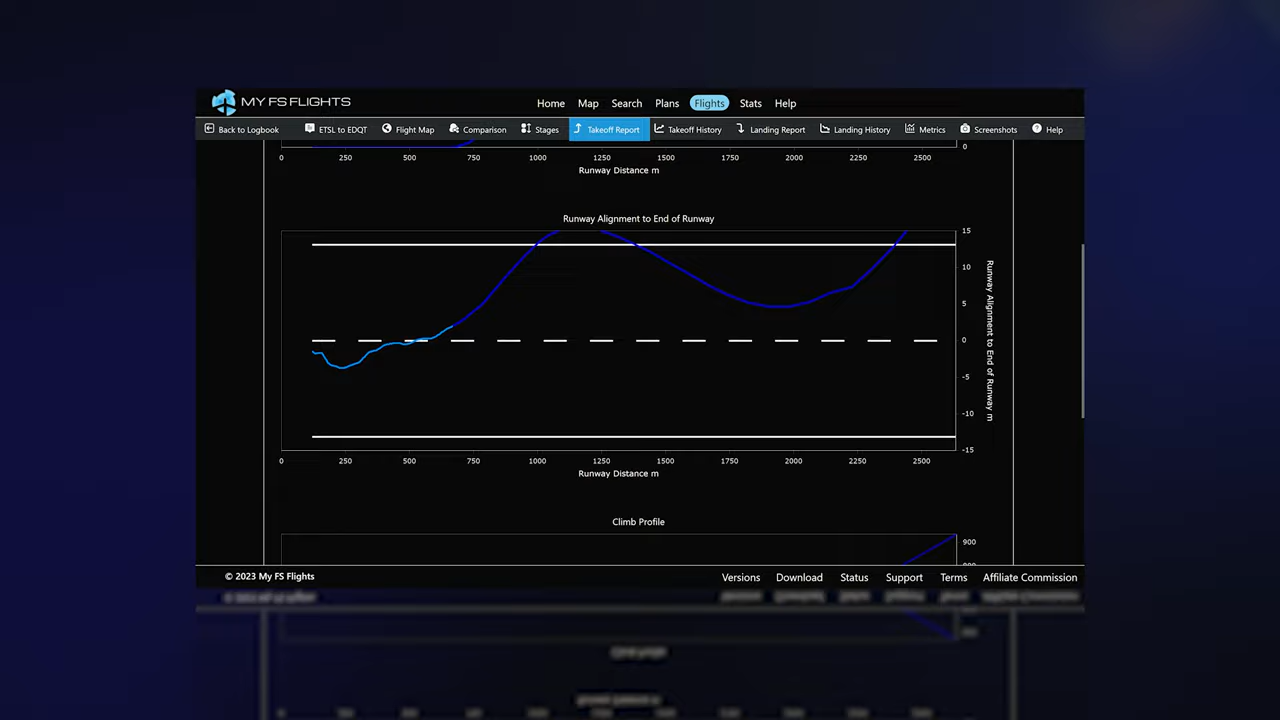 MY FS FLIGHTS
Home Map Search Plans Flights Stats Help
Back to Logbook ETSL to EDQT Flight Map Comparison Stages Takeoff Report Takeoff History Landing Report Landing History Metrics Screenshots Help
0
0 250 500 750 1000 1250 1500 1750 2000 2250 2500
Runway Distance m
Runway Alignment to End of Runway
15
10
5
0
-5
-10
-15
Runway Alignment to End of Runway m
0 250 500 750 1000 1250 1500 1750 2000 2250 2500
Runway Distance m
Climb Profile
900
© 2023 My FS Flights
Versions Download Status Support Terms Affiliate Commission